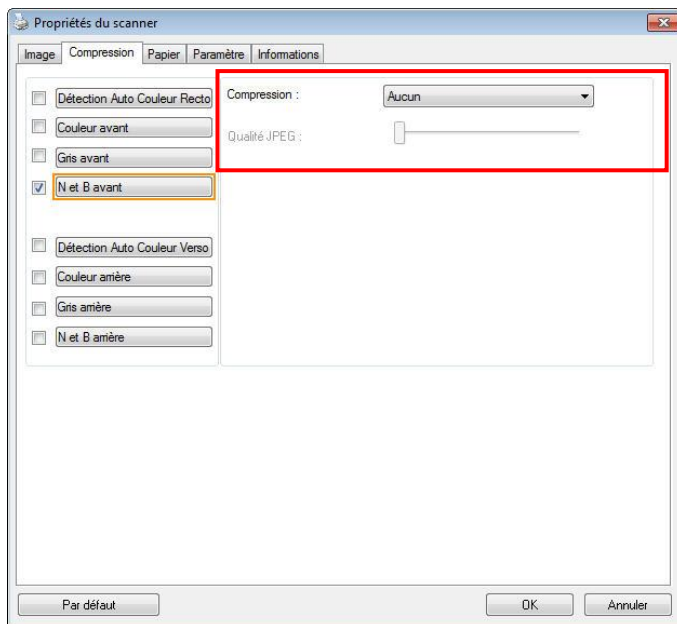 Propriétés du scanner
Image Compression Papier Paramètre Informations
Détection Auto Couleur Recto
Compression :
Aucun
Couleur avant
Qualité JPEG :
Gris avant
N et B avant
Détection Auto Couleur Verso
Couleur arrière
Gris arrière
N et B arrière
Par défaut
OK
Annuler